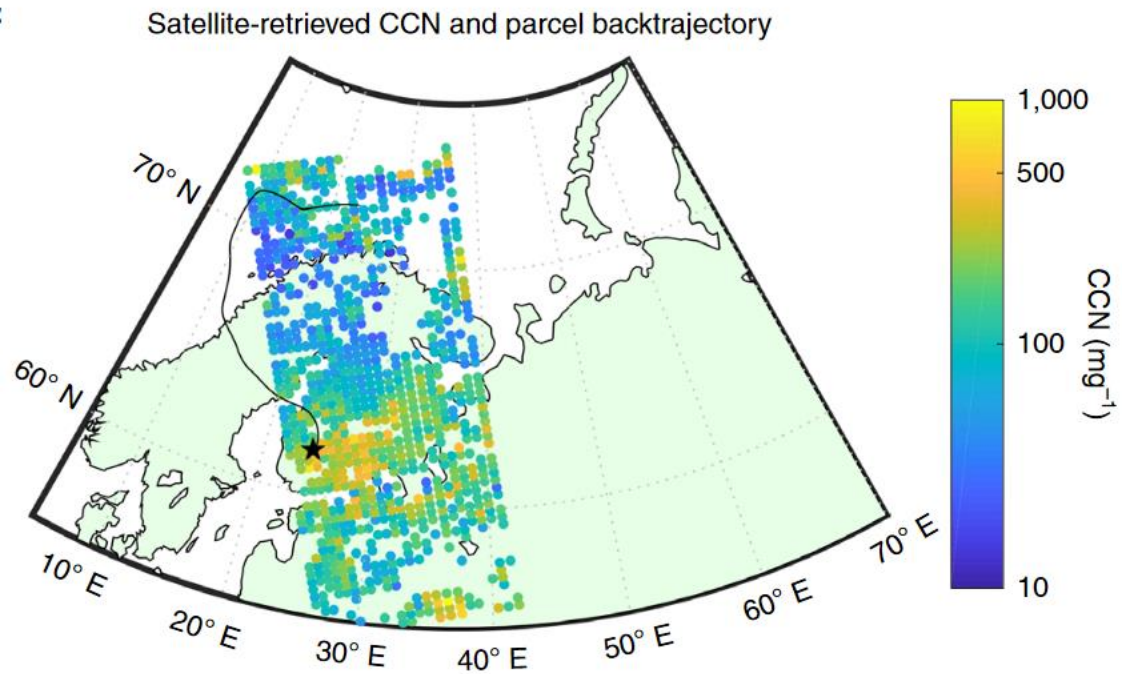 Satellite-retrieved CCN and parcel backtrajectory
70° N
60° N
10° E
20° E
30° E
40° E
50° E
60° E
70° E
1,000
500
100
10
CCN (mg⁻¹)